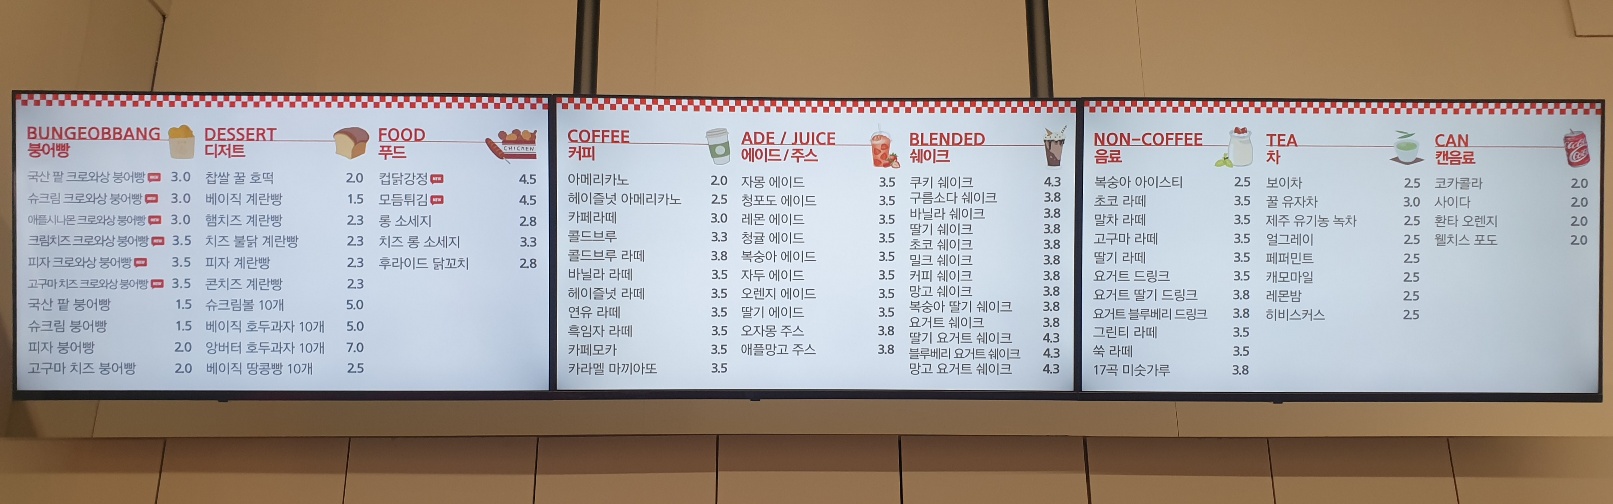 BUNGEOBBANG
붕어빵
국산 팥 크로와상 붕어빵 NEW 3.0
슈크림 크로와상 붕어빵 NEW 3.0
애플시나몬 크로와상 붕어빵 NEW 3.0
크림치즈 크로와상 붕어빵 NEW 3.5
피자 크로와상 붕어빵 NEW 3.5
고구마 치즈 크로와상 붕어빵 NEW 3.5
국산 팥 붕어빵 1.5
슈크림 붕어빵 1.5
피자 붕어빵 2.0
고구마 치즈 붕어빵 2.0
DESSERT
디저트
찹쌀 꿀 호떡 2.0
베이직 계란빵 1.5
햄치즈 계란빵 2.3
치즈 불닭 계란빵 2.3
피자 계란빵 2.3
콘치즈 계란빵 2.3
슈크림볼 10개 5.0
베이직 호두과자 10개 5.0
앙버터 호두과자 10개 7.0
베이직 땅콩빵 10개 2.5
FOOD
푸드
CHICKEN
컵닭강정 NEW 4.5
모듬튀김 NEW 4.5
롱 소세지 2.8
치즈 롱 소세지 3.3
후라이드 닭꼬치 2.8
COFFEE
커피
아메리카노 2.0
헤이즐넛 아메리카노 2.5
카페라떼 3.0
콜드브루 3.3
콜드브루 라떼 3.8
바닐라 라떼 3.5
헤이즐넛 라떼 3.5
연유 라떼 3.5
흑임자 라떼 3.5
카페모카 3.5
카라멜 마끼아또 3.5
ADE / JUICE
에이드 / 주스
자몽 에이드 3.5
청포도 에이드 3.5
레몬 에이드 3.5
청귤 에이드 3.5
복숭아 에이드 3.5
자두 에이드 3.5
오렌지 에이드 3.5
딸기 에이드 3.5
오자몽 주스 3.8
애플망고 주스 3.8
BLENDED
쉐이크
쿠키 쉐이크 4.3
구름소다 쉐이크 3.8
바닐라 쉐이크 3.8
딸기 쉐이크 3.8
초코 쉐이크 3.8
밀크 쉐이크 3.8
커피 쉐이크 3.8
망고 쉐이크 3.8
복숭아 딸기 쉐이크 3.8
요거트 쉐이크 3.8
딸기 요거트 쉐이크 4.3
블루베리 요거트 쉐이크 4.3
망고 요거트 쉐이크 4.3
NON-COFFEE
음료
복숭아 아이스티 2.5
초코 라떼 3.5
말차 라떼 3.5
고구마 라떼 3.5
딸기 라떼 3.5
요거트 드링크 3.5
요거트 딸기 드링크 3.8
요거트 블루베리 드링크 3.8
그린티 라떼 3.5
쑥 라떼 3.5
17곡 미숫가루 3.8
TEA
차
보이차 2.5
꿀 유자차 3.0
제주 유기농 녹차 2.5
얼그레이 2.5
페퍼민트 2.5
캐모마일 2.5
레몬밤 2.5
히비스커스 2.5
CAN
캔음료
코카콜라 2.0
사이다 2.0
환타 오렌지 2.0
웰치스 포도 2.0